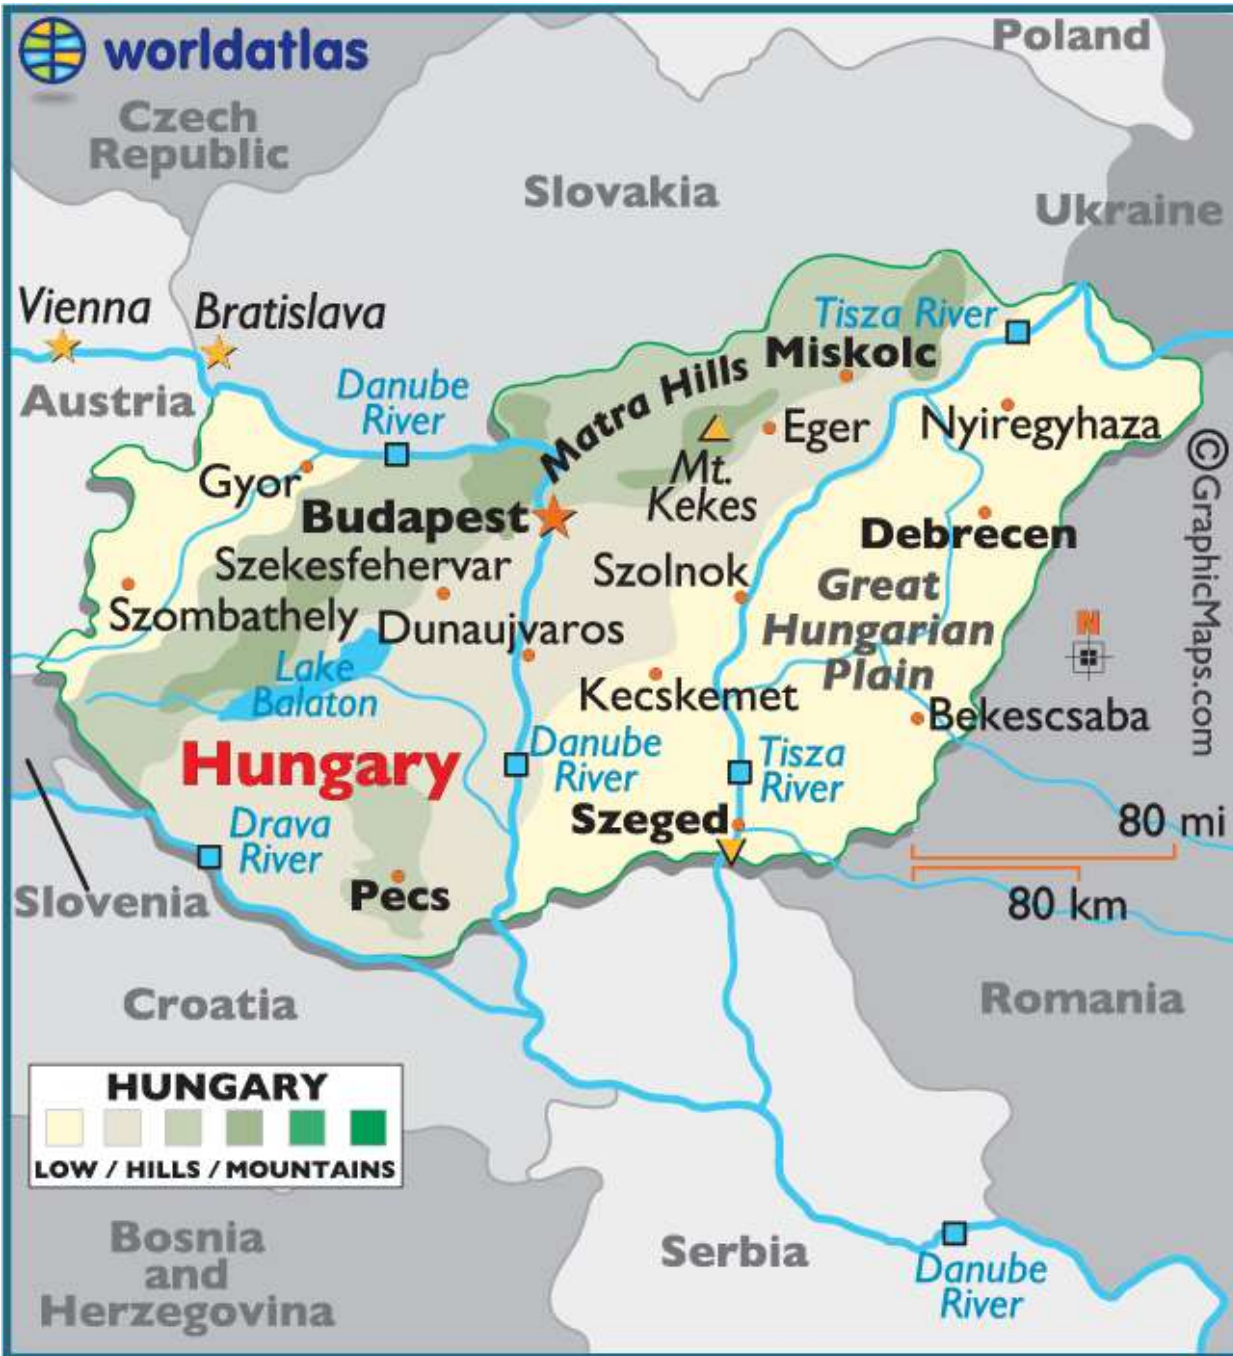 worldatlas
Poland
Czech
Republic
Slovakia
Ukraine
Vienna
Bratislava
Tisza River
Miskolc
Austria
Danube
River
Matra Hills
Eger
Nyiregyhaza
Gyor
Mt.
Kekes
Budapest
Debrecen
Szekesfehervar
Szolnok
Great
Hungarian
Plain
Szombathely
Dunaujvaros
N
Lake
Balaton
Kecskemet
Bekescsaba
©GraphicMaps.com
Hungary
Danube
River
Tisza
River
Drava
River
Szeged
80 mi
80 km
Slovenia
Pecs
Croatia
Romania
HUNGARY
LOW / HILLS / MOUNTAINS
Bosnia
and
Herzegovina
Serbia
Danube
River